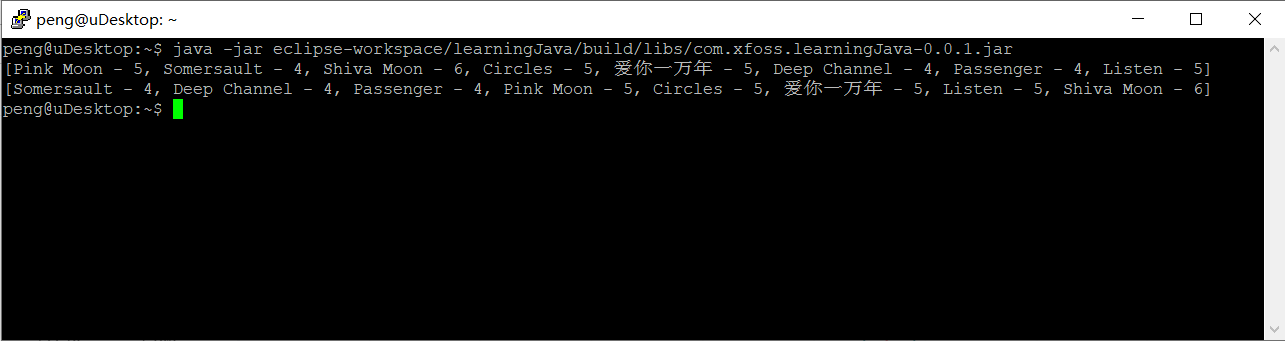 peng@uDesktop: ~
peng@uDesktop:~$ java -jar eclipse-workspace/learningJava/build/libs/com.xfoss.learningJava-0.0.1.jar
[Pink Moon - 5, Somersault - 4, Shiva Moon - 6, Circles - 5, 爱你一万年 - 5, Deep Channel - 4, Passenger - 4, Listen - 5]
[Somersault - 4, Deep Channel - 4, Passenger - 4, Pink Moon - 5, Circles - 5, 爱你一万年 - 5, Listen - 5, Shiva Moon - 6]
peng@uDesktop:~$